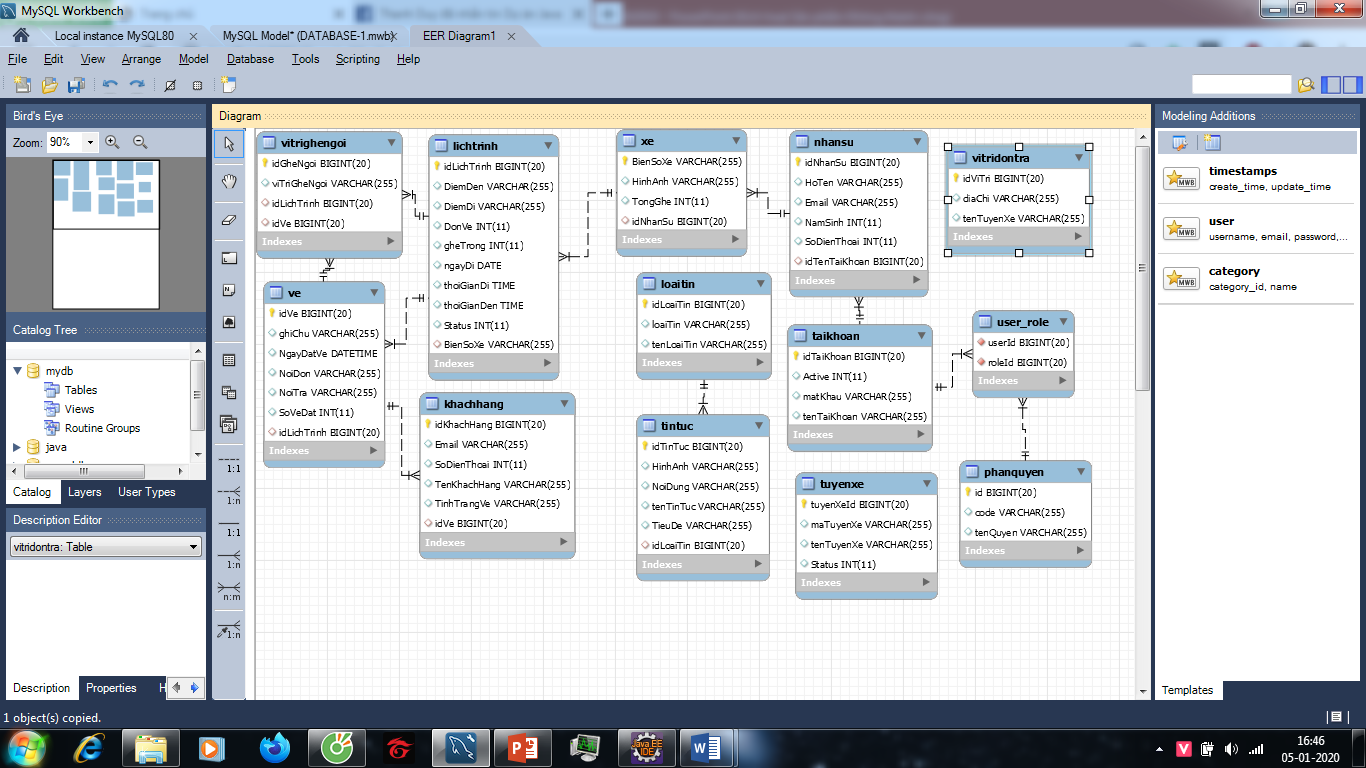 MySQL Workbench
Local instance MySQL80
MySQL Model* (DATABASE-1.mwb)
EER Diagram1
File Edit View Arrange Model Database Tools Scripting Help
Bird's Eye
Zoom: 90%
Catalog Tree
mydb
Tables
Views
Routine Groups
java
Catalog Layers User Types
Description Editor
vitridontra: Table
Description Properties H
Diagram
1:1
1:n
1:1
1:n
n:m
1:n
vitrighengoi
idGheNgoi BIGINT(20)
viTriGheNgoi VARCHAR(255)
idLichTrinh BIGINT(20)
idVe BIGINT(20)
Indexes
ve
idVe BIGINT(20)
ghiChu VARCHAR(255)
NgayDatVe DATETIME
NoiDon VARCHAR(255)
NoiTra VARCHAR(255)
SoVeDat INT(11)
idLichTrinh BIGINT(20)
Indexes
lichtrinh
idLichTrinh BIGINT(20)
DiemDen VARCHAR(255)
DiemDi VARCHAR(255)
DonVe INT(11)
gheTrong INT(11)
ngayDi DATE
thoiGianDi TIME
thoiGianDen TIME
Status INT(11)
BienSoXe VARCHAR(255)
Indexes
khachhang
idKhachHang BIGINT(20)
Email VARCHAR(255)
SoDienThoai INT(11)
TenKhachHang VARCHAR(255)
TinhTrangVe VARCHAR(255)
idVe BIGINT(20)
Indexes
xe
BienSoXe VARCHAR(255)
HinhAnh VARCHAR(255)
TongGhe INT(11)
idNhanSu BIGINT(20)
Indexes
loaitin
idLoaiTin BIGINT(20)
loaiTin VARCHAR(255)
tenLoaiTin VARCHAR(255)
Indexes
tintuc
idTinTuc BIGINT(20)
HinhAnh VARCHAR(255)
NoiDung VARCHAR(255)
tenTinTuc VARCHAR(255)
TieuDe VARCHAR(255)
idLoaiTin BIGINT(20)
Indexes
nhansu
idNhanSu BIGINT(20)
HoTen VARCHAR(255)
Email VARCHAR(255)
NamSinh INT(11)
SoDienThoai INT(11)
idTenTaiKhoan BIGINT(20)
Indexes
taikhoan
idTaiKhoan BIGINT(20)
Active INT(11)
matKhau VARCHAR(255)
tenTaiKhoan VARCHAR(255)
Indexes
tuyenxe
tuyenXeId BIGINT(20)
maTuyenXe VARCHAR(255)
tenTuyenXe VARCHAR(255)
Status INT(11)
Indexes
vitridontra
idViTri BIGINT(20)
diaChi VARCHAR(255)
tenTuyenXe VARCHAR(255)
Indexes
user_role
userId BIGINT(20)
roleId BIGINT(20)
Indexes
phanquyen
id BIGINT(20)
code VARCHAR(255)
tenQuyen VARCHAR(255)
Indexes
Modeling Additions
timestamps
create_time, update_time
user
username, email, password,...
category
category_id, name
Templates
1 object(s) copied.
16:46
05-01-2020